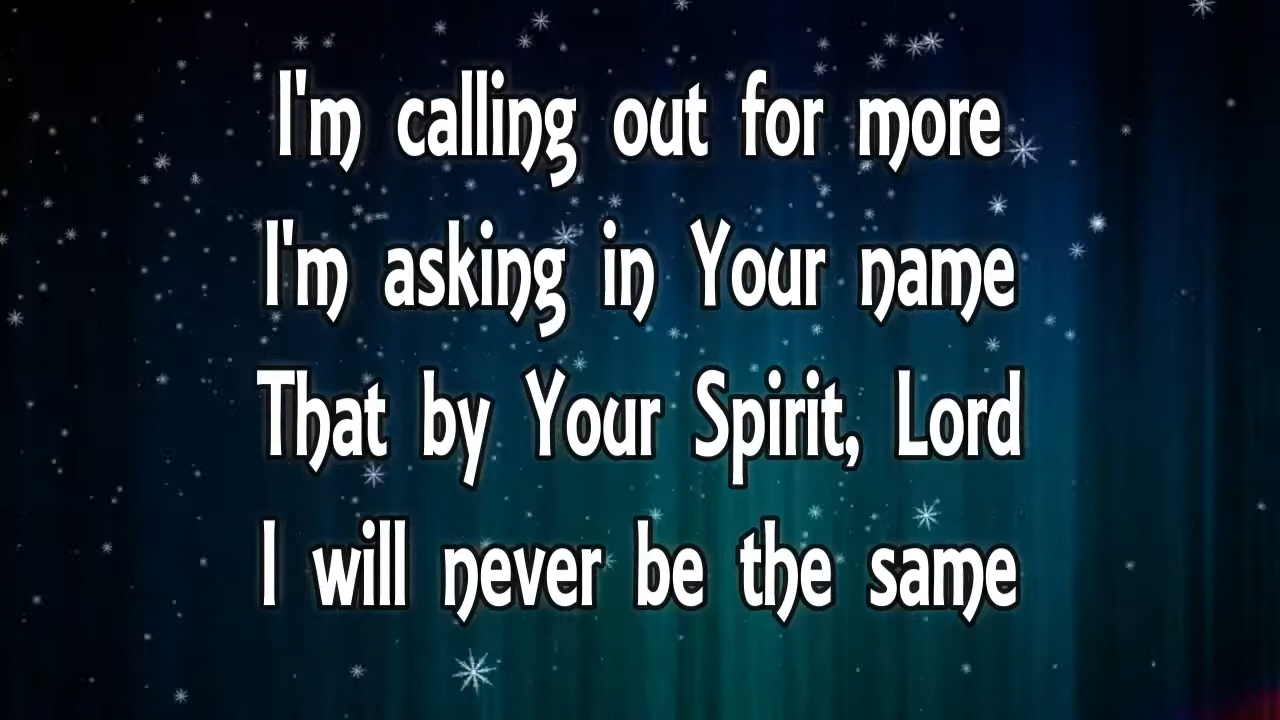 I'm calling out for more
I'm asking in Your name
That by Your Spirit, Lord
I will never be the same